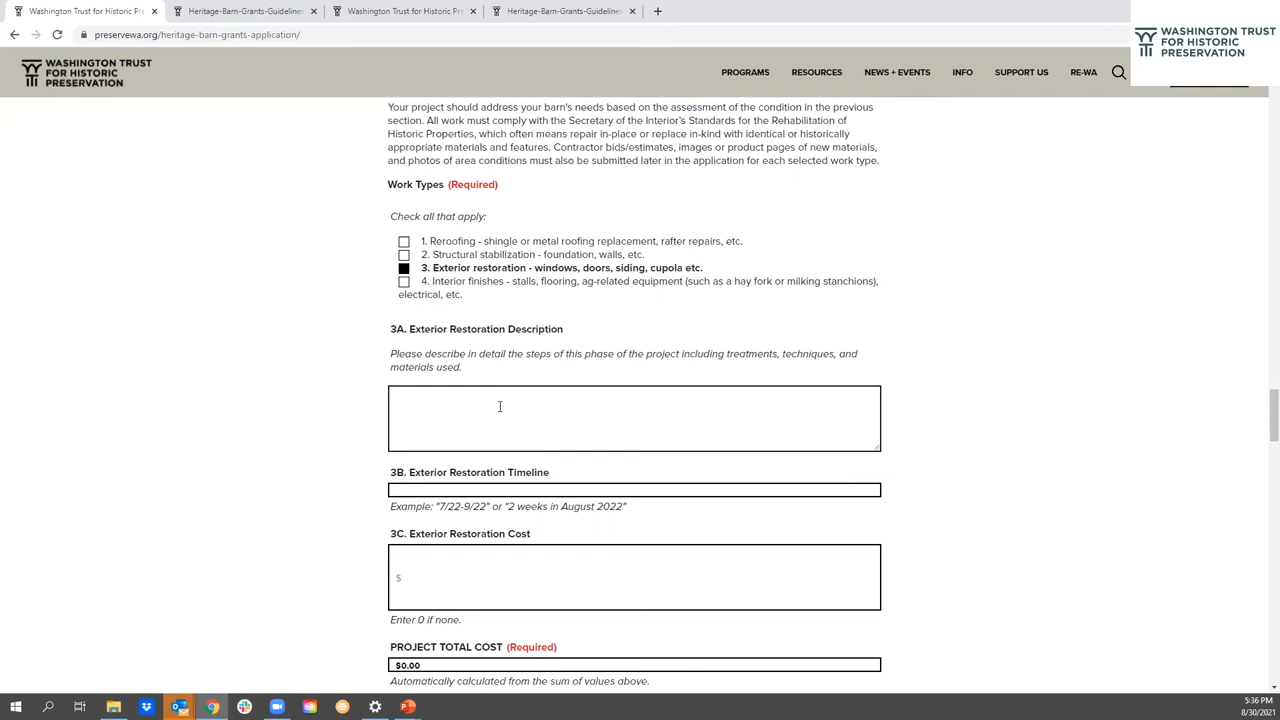 Washington Trust for Historic Pre
Heritage-Barn-Grants-Guidelines
Washington Trust for Historic Pr
Heritage-Barn-Grants-Guidelines
preservewa.org/heritage-barn-grants-application/
WASHINGTON TRUST
FOR HISTORIC
PRESERVATION
WASHINGTON TRUST
FOR HISTORIC
PRESERVATION
PROGRAMS RESOURCES NEWS + EVENTS INFO SUPPORT US RE-WA
Your project should address your barn's needs based on the assessment of the condition in the previous
section. All work must comply with the Secretary of the Interior's Standards for the Rehabilitation of
Historic Properties, which often means repair in-place or replace in-kind with identical or historically
appropriate materials and features. Contractor bids/estimates, images or product pages of new materials,
and photos of area conditions must also be submitted later in the application for each selected work type.
Work Types (Required)
Check all that apply:
1. Reroofing - shingle or metal roofing replacement, rafter repairs, etc.
2. Structural stabilization - foundation, walls, etc.
3. Exterior restoration - windows, doors, siding, cupola etc.
4. Interior finishes - stalls, flooring, ag-related equipment (such as a hay fork or milking stanchions),
electrical, etc.
3A. Exterior Restoration Description
Please describe in detail the steps of this phase of the project including treatments, techniques, and
materials used.
3B. Exterior Restoration Timeline
Example: "7/22-9/22" or "2 weeks in August 2022"
3C. Exterior Restoration Cost
$
Enter 0 if none.
PROJECT TOTAL COST (Required)
$0.00
Automatically calculated from the sum of values above.
5:36 PM
8/30/2021